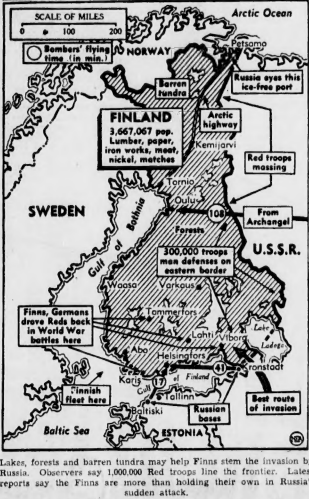 SCALE OF MILES
0 100 200
Bombers' flying
time (in min.)
Arctic Ocean
NORWAY
Petsamo
Barren
tundra
Russia eyes this
ice-free port
FINLAND
3,667,067 pop.
Lumber, paper,
iron works, meat,
nickel, matches
Arctic
highway
Kemijarvi
Red troops
massing
Tornio
Oulu
108
From
Archangel
SWEDEN
Gulf of Bothnia
Forests
U.S.S.R.
300,000 troops
man defenses on
eastern border
Waasa
Varkaus
Finns, Germans
drove Reds back
in World War
battles here
Tammerfors
Lahti
Viborg
Lake
Ladoga
Abo
Helsingfors
Finnish
fleet here
Karis
17
41
Kronstadt
Gulf of Finland
Tallinn
Baltiski
Russian
bases
Best route of
invasion
Baltic Sea
ESTONIA
Lakes, forests and barren tundra may help Finns stem the invasion b
Russia. Observers say 1,000,000 Red troops line the frontier. Late
reports say the Finns are more than holding their own in Russia
sudden attack.